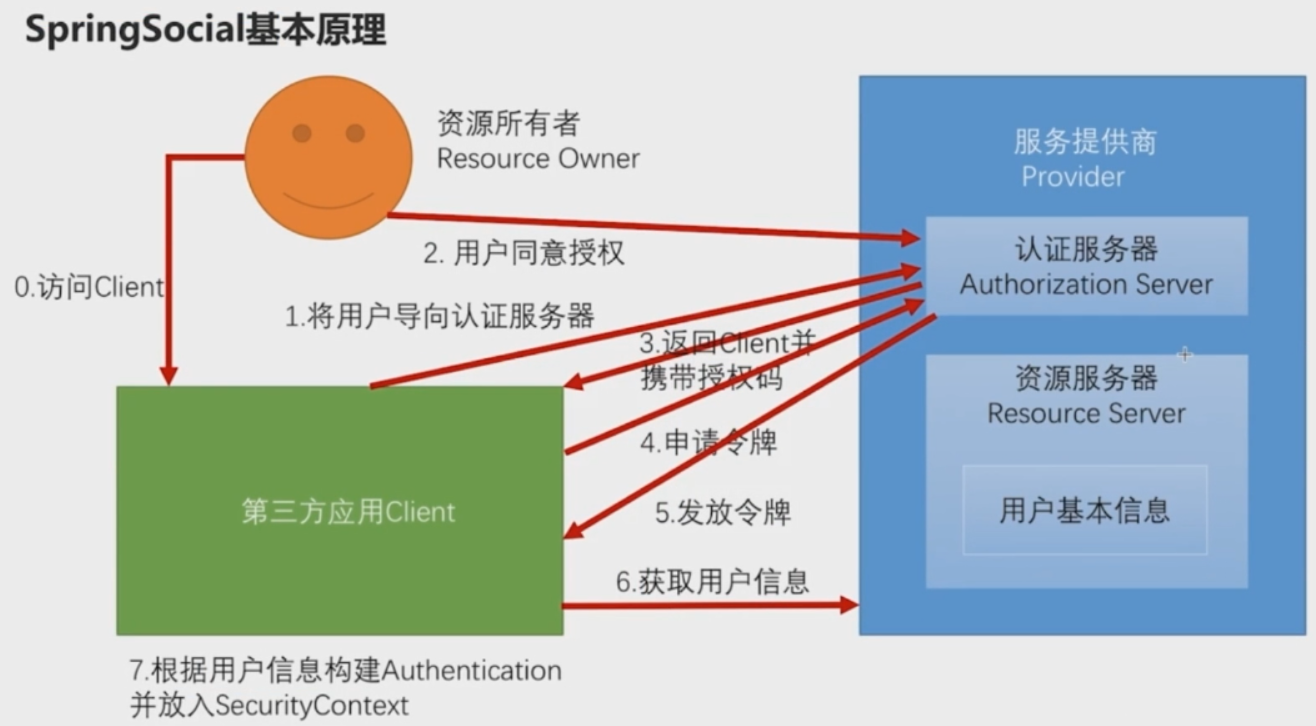 SpringSocial基本原理
资源所有者
Resource Owner
服务提供商
Provider
2. 用户同意授权
认证服务器
Authorization Server
0.访问Client
1.将用户导向认证服务器
3.返回Client并
携带授权码
资源服务器
Resource Server
4.申请令牌
第三方应用Client
5.发放令牌
用户基本信息
6.获取用户信息
7.根据用户信息构建Authentication
并放入SecurityContext